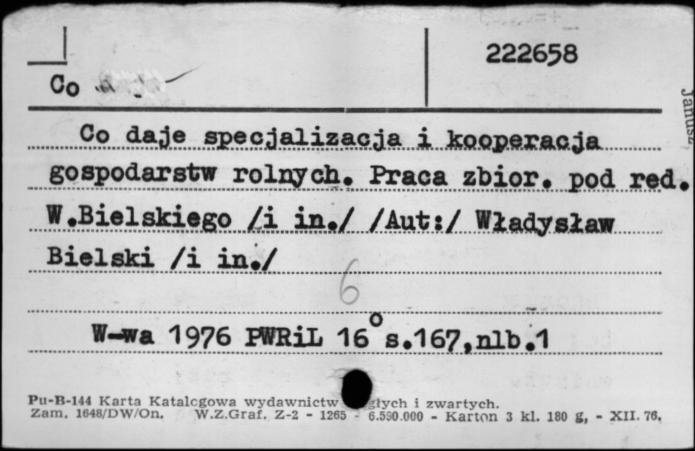 222658
Co
Co daje specjalizacja i kooperacja
gospodarstw rolnych. Praca zbior. pod red.
W.Bielskiego /i in./ /Aut:/ Władysław
Bielski /i in./
6
W-wa 1976 PWRiL 16° s.167,nlb.1
Pu-B-144 Karta Katalogowa wydawnictw i zwartych.
Zam. 1648/DW/On. W.Z.Graf. Z-2 - 1265 - 6.590.000 - Karton 3 kl. 180 g, - XII. 76.
Janusz